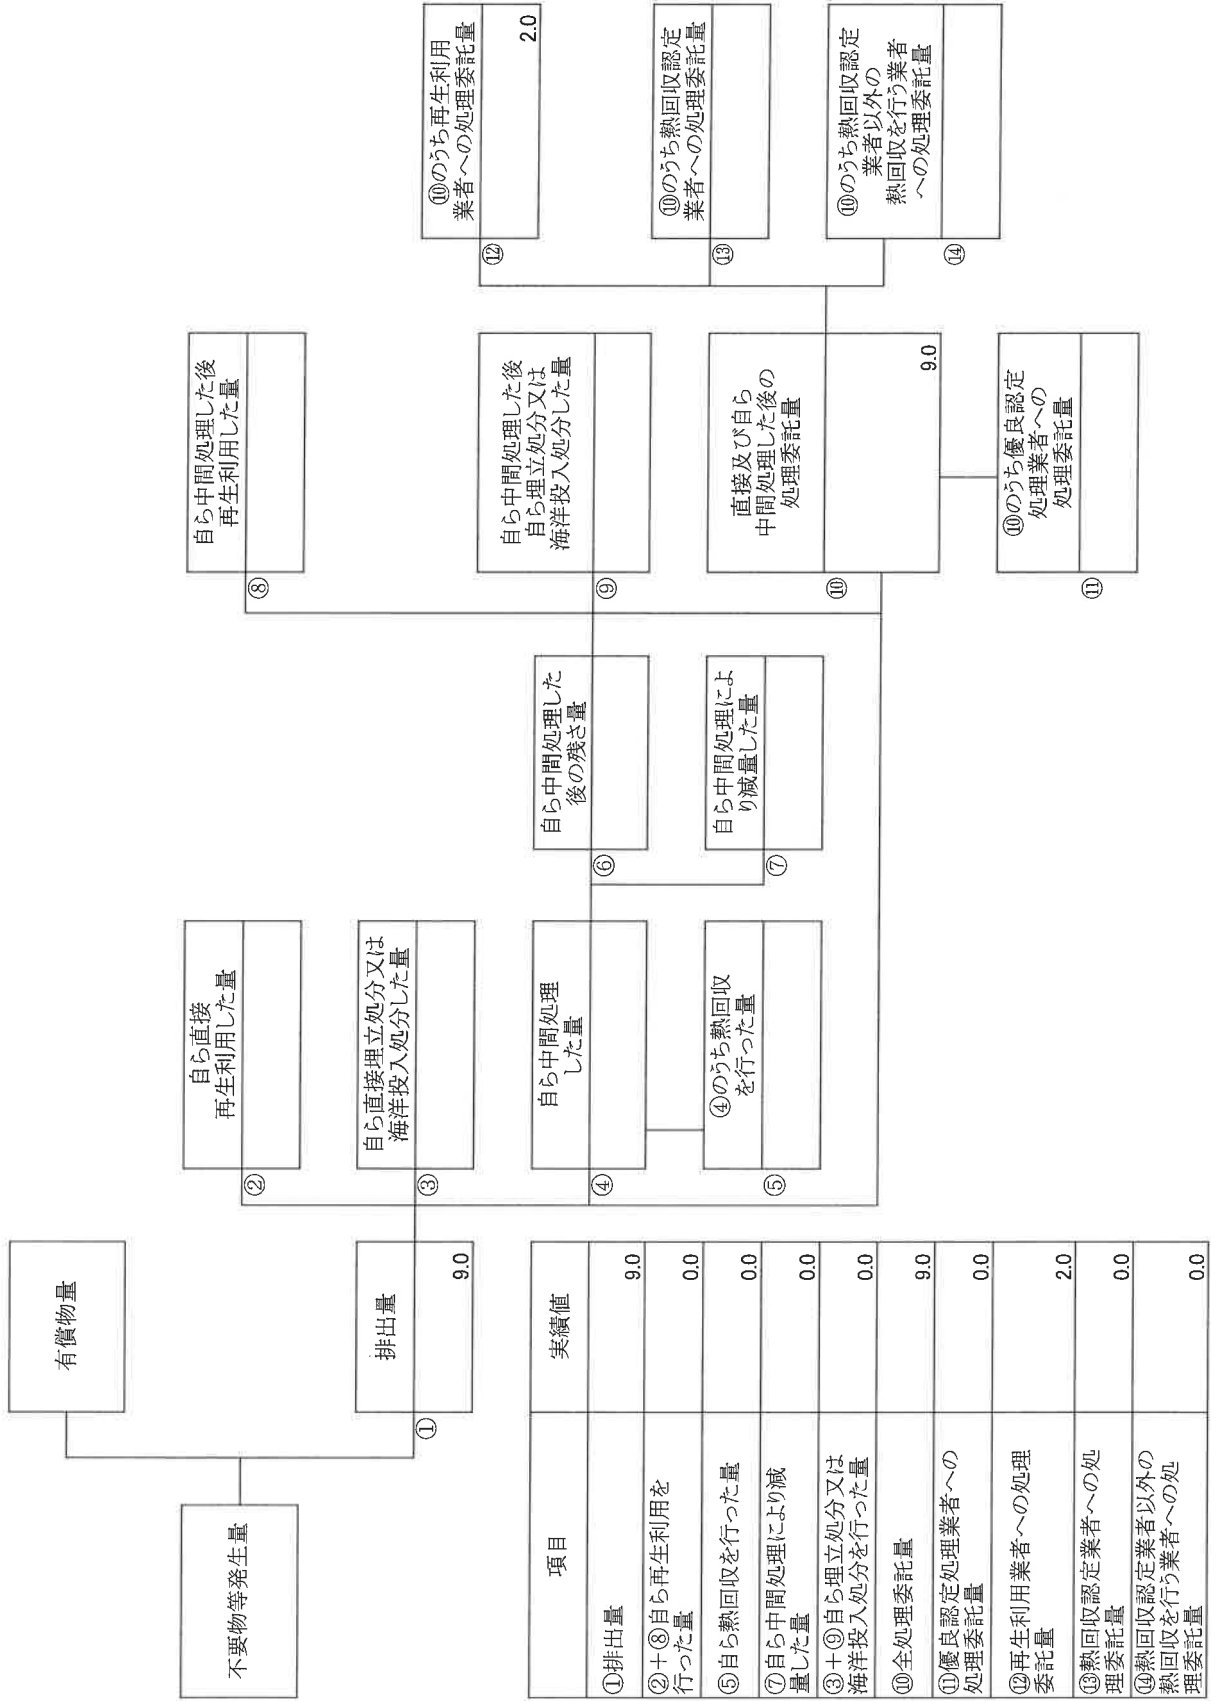 不要物等発生量
有償物量
①
排出量
9.0
②
自ら直接
再生利用した量
③
自ら直接埋立処分又は
海洋投入処分した量
④
自ら中間処理
した量
⑤
④のうち熱回収
を行った量
⑥
自ら中間処理した
後の残さ量
⑦
自ら中間処理によ
り減量した量
⑧
自ら中間処理した後
再生利用した量
⑨
自ら中間処理した後
自ら埋立処分又は
海洋投入処分した量
⑩
直接及び自ら
中間処理した後の
処理委託量
9.0
⑪
⑩のうち優良認定
処理業者への
処理委託量
⑫
⑩のうち再生利用
業者への処理委託量
2.0
⑬
⑩のうち熱回収認定
業者への処理委託量
⑭
⑩のうち熱回収認定
業者以外の
熱回収を行う業者
への処理委託量
項目 実績値
①排出量 9.0
②+⑧自ら再生利用を
行った量 0.0
⑤自ら熱回収を行った量 0.0
⑦自ら中間処理により減
量した量 0.0
③+⑨自ら埋立処分又は
海洋投入処分を行った量 0.0
⑩全処理委託量 9.0
⑪優良認定処理業者への
処理委託量 0.0
⑫再生利用業者への処理
委託量 2.0
⑬熱回収認定業者への処
理委託量 0.0
⑭熱回収認定業者以外の
熱回収を行う業者への処
理委託量 0.0